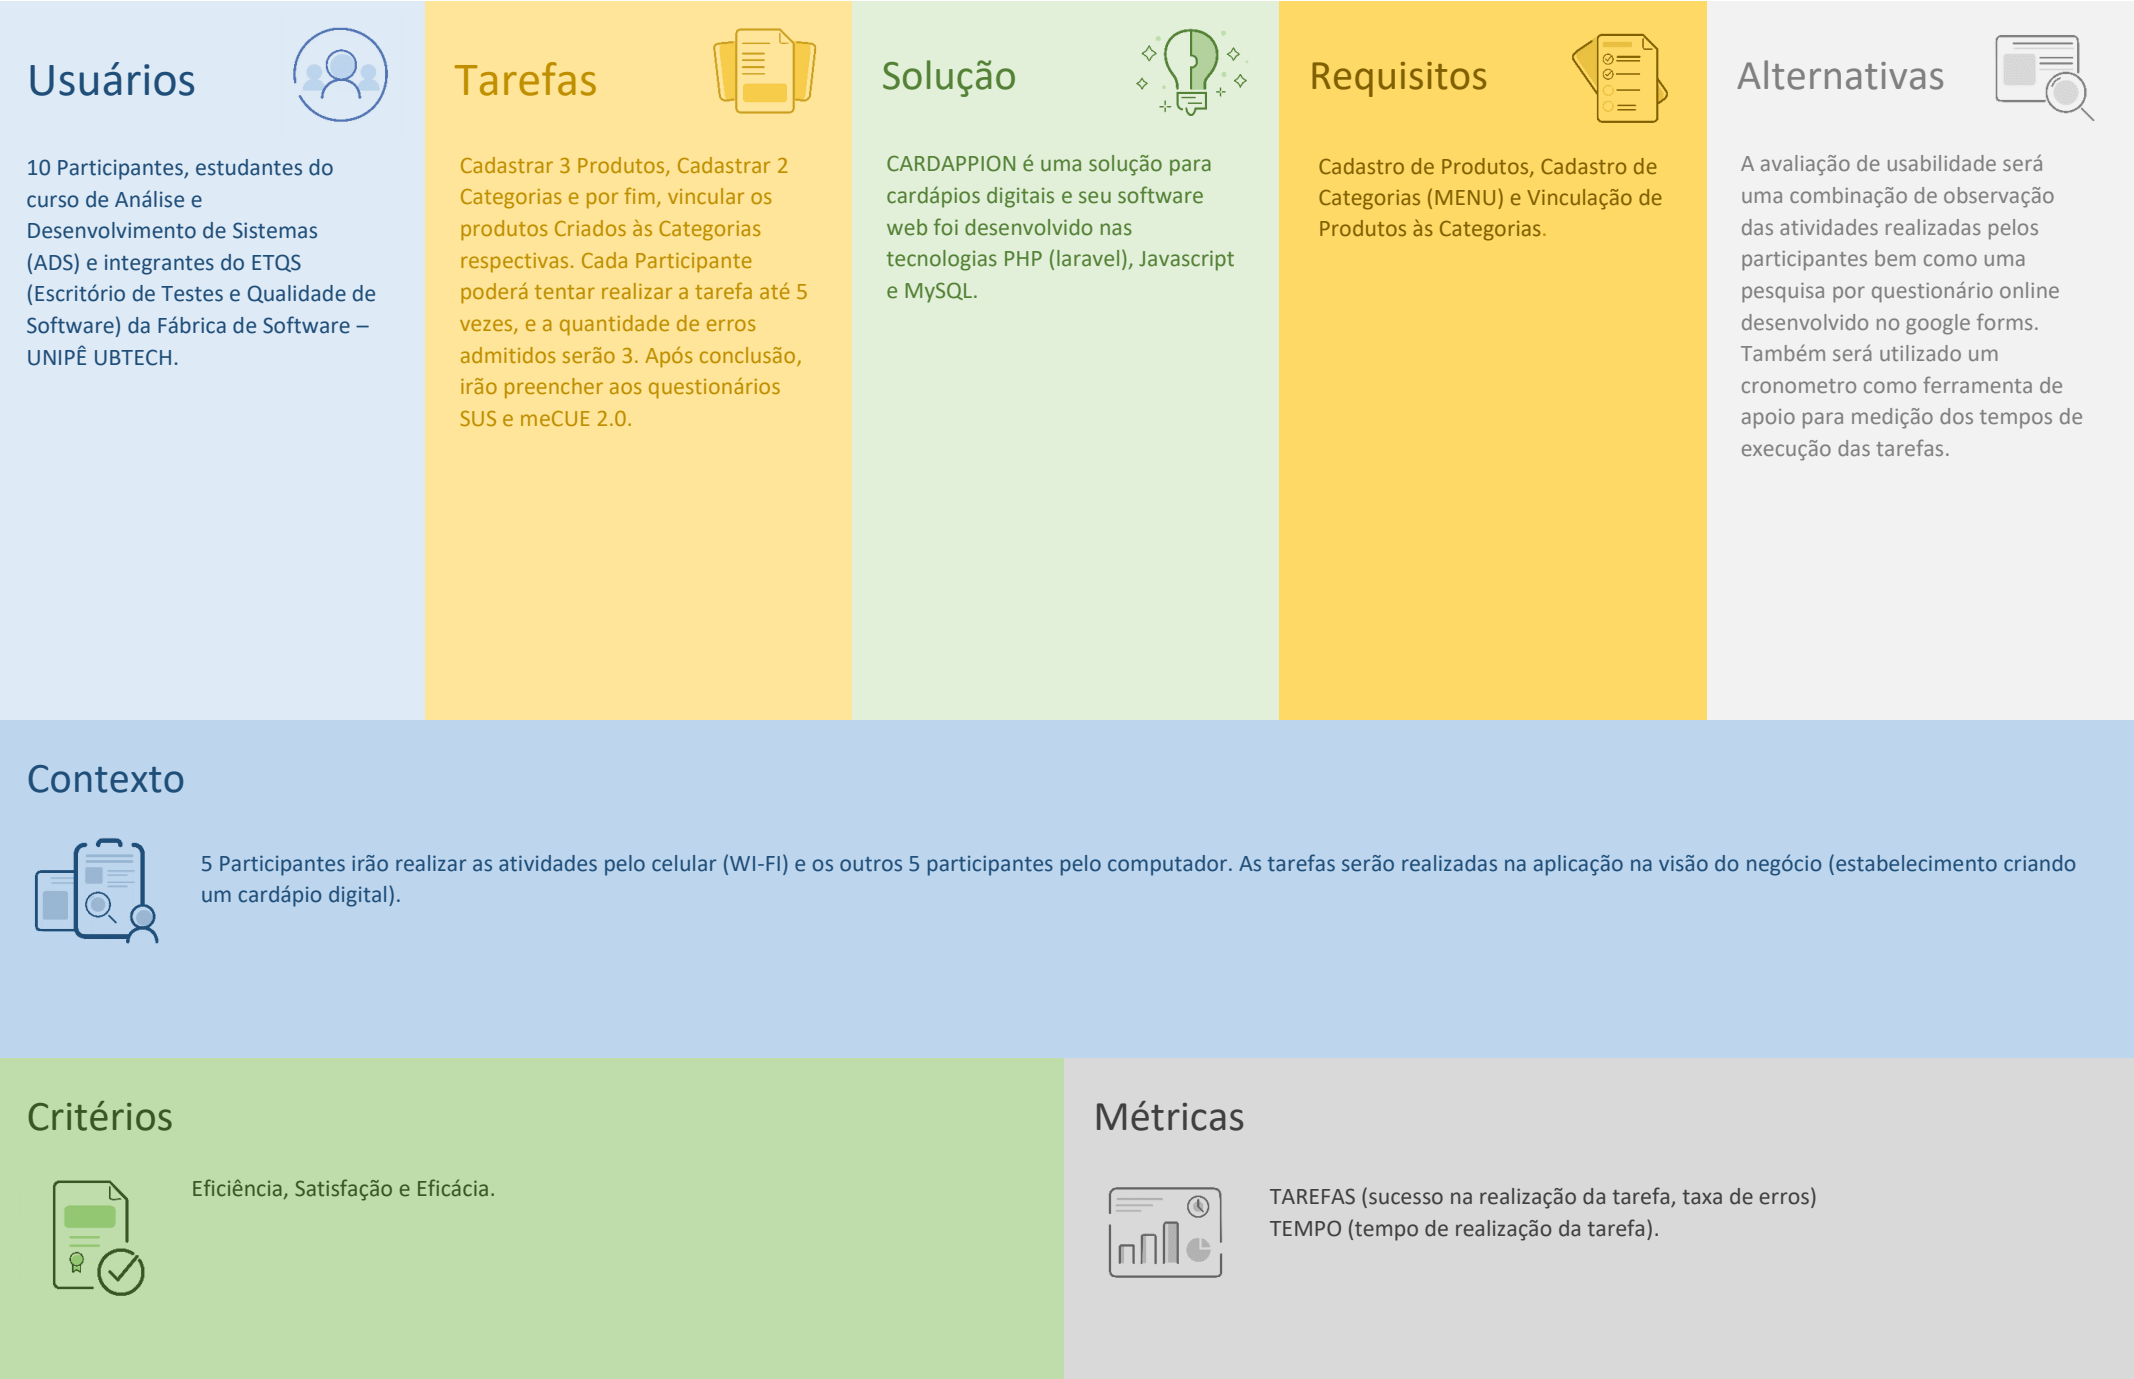 Usuários
10 Participantes, estudantes do
curso de Análise e
Desenvolvimento de Sistemas
(ADS) e integrantes do ETQS
(Escritório de Testes e Qualidade de
Software) da Fábrica de Software –
UNIPÊ UBTECH.
Tarefas
Cadastrar 3 Produtos, Cadastrar 2
Categorias e por fim, vincular os
produtos Criados às Categorias
respectivas. Cada Participante
poderá tentar realizar a tarefa até 5
vezes, e a quantidade de erros
admitidos serão 3. Após conclusão,
irão preencher aos questionários
SUS e meCUE 2.0.
Solução
CARDAPPION é uma solução para
cardápios digitais e seu software
web foi desenvolvido nas
tecnologias PHP (laravel), Javascript
e MySQL.
Requisitos
Cadastro de Produtos, Cadastro de
Categorias (MENU) e Vinculação de
Produtos às Categorias.
Alternativas
A avaliação de usabilidade será
uma combinação de observação
das atividades realizadas pelos
participantes bem como uma
pesquisa por questionário online
desenvolvido no google forms.
Também será utilizado um
cronometro como ferramenta de
apoio para medição dos tempos de
execução das tarefas.
Contexto
5 Participantes irão realizar as atividades pelo celular (WI-FI) e os outros 5 participantes pelo computador. As tarefas serão realizadas na aplicação na visão do negócio (estabelecimento criando
um cardápio digital).
Critérios
Eficiência, Satisfação e Eficácia.
Métricas
TAREFAS (sucesso na realização da tarefa, taxa de erros)
TEMPO (tempo de realização da tarefa).